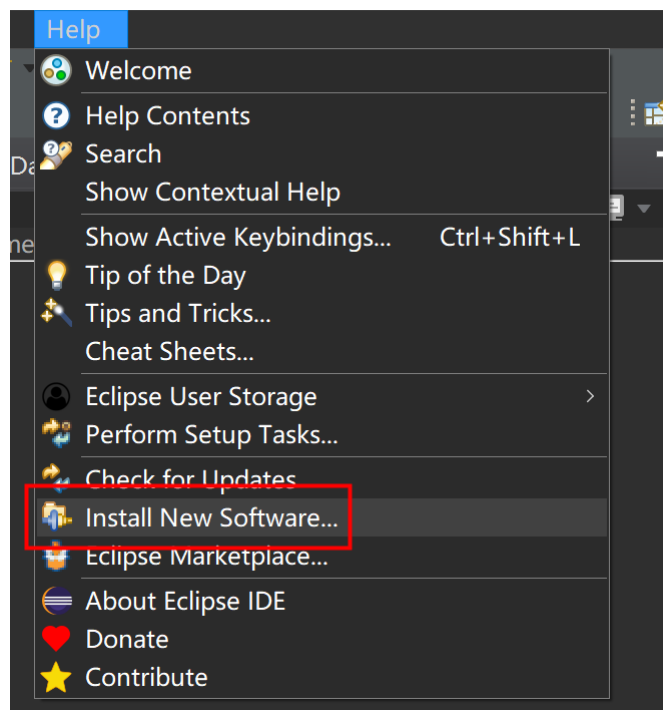 Help
Welcome
Help Contents
Search
Show Contextual Help
Show Active Keybindings... Ctrl+Shift+L
Tip of the Day
Tips and Tricks...
Cheat Sheets...
Eclipse User Storage
Perform Setup Tasks...
Check for Updates
Install New Software...
Eclipse Marketplace...
About Eclipse IDE
Donate
Contribute